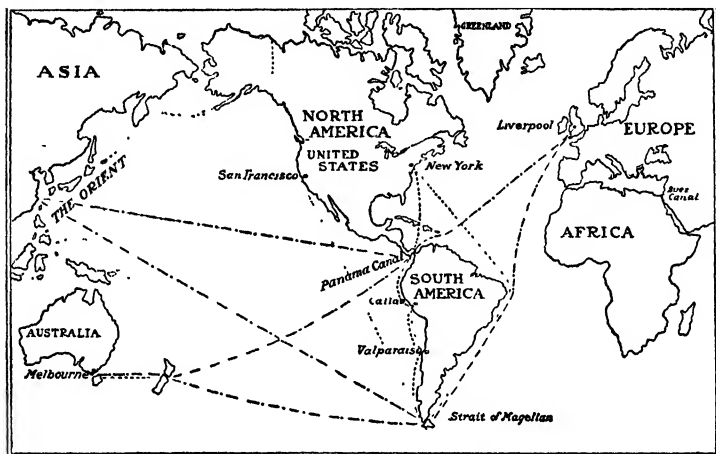 GREENLAND
ASIA
NORTH
AMERICA
Liverpool
EUROPE
UNITED
STATES
New York
San Francisco
THE ORIENT
Suez
Canal
AFRICA
Panama Canal
SOUTH
AMERICA
Callao
AUSTRALIA
Valparaiso
Melbourne
Strait of Magellan